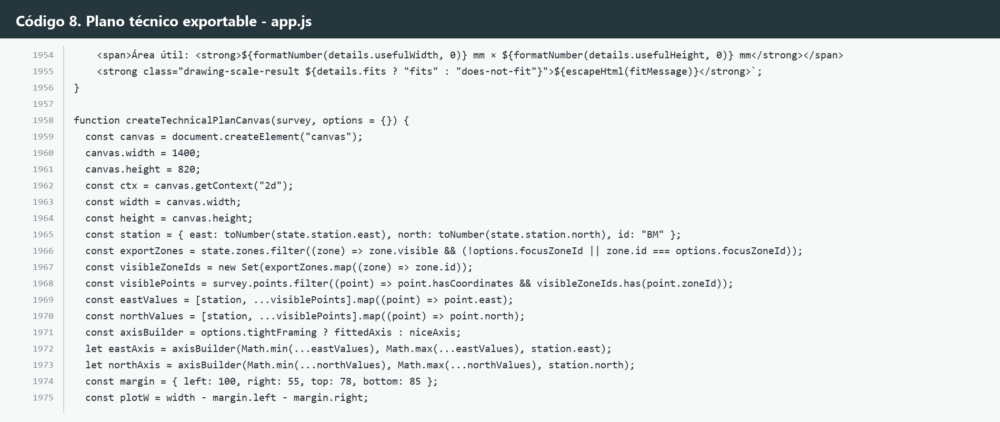 Código 8. Plano técnico exportable - app.js
1954     <span>Área útil: <strong>${formatNumber(details.usefulWidth, 0)} mm × ${formatNumber(details.usefulHeight, 0)} mm</strong></span>
1955     <strong class="drawing-scale-result ${details.fits ? "fits" : "does-not-fit"}">${escapeHtml(fitMessage)}</strong>`;
1956 }
1957
1958 function createTechnicalPlanCanvas(survey, options = {}) {
1959   const canvas = document.createElement("canvas");
1960   canvas.width = 1400;
1961   canvas.height = 820;
1962   const ctx = canvas.getContext("2d");
1963   const width = canvas.width;
1964   const height = canvas.height;
1965   const station = { east: toNumber(state.station.east), north: toNumber(state.station.north), id: "BM" };
1966   const exportZones = state.zones.filter((zone) => zone.visible && (!options.focusZoneId || zone.id === options.focusZoneId));
1967   const visibleZoneIds = new Set(exportZones.map((zone) => zone.id));
1968   const visiblePoints = survey.points.filter((point) => point.hasCoordinates && visibleZoneIds.has(point.zoneId));
1969   const eastValues = [station, ...visiblePoints].map((point) => point.east);
1970   const northValues = [station, ...visiblePoints].map((point) => point.north);
1971   const axisBuilder = options.tightFraming ? fittedAxis : niceAxis;
1972   let eastAxis = axisBuilder(Math.min(...eastValues), Math.max(...eastValues), station.east);
1973   let northAxis = axisBuilder(Math.min(...northValues), Math.max(...northValues), station.north);
1974   const margin = { left: 100, right: 55, top: 78, bottom: 85 };
1975   const plotW = width - margin.left - margin.right;